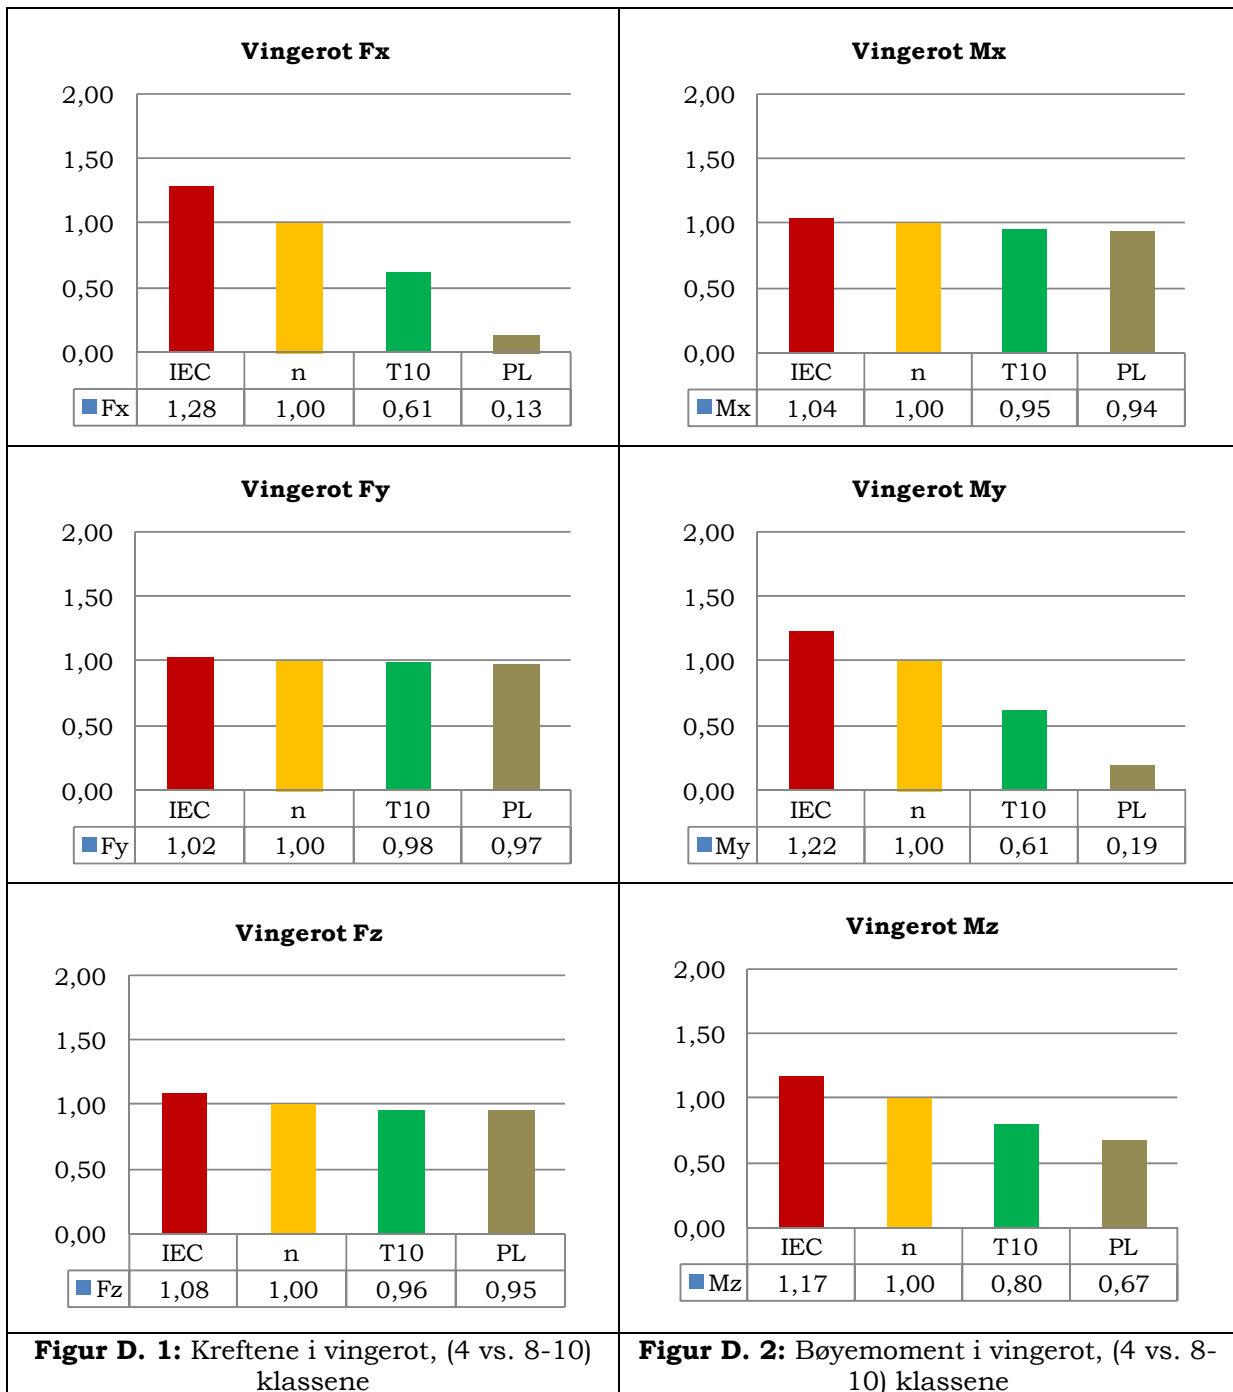 Vingerot Fx
2,00
1,50
1,00
0,50
0,00
IEC n T10 PL
Fx 1,28 1,00 0,61 0,13
Vingerot Mx
2,00
1,50
1,00
0,50
0,00
IEC n T10 PL
Mx 1,04 1,00 0,95 0,94
Vingerot Fy
2,00
1,50
1,00
0,50
0,00
IEC n T10 PL
Fy 1,02 1,00 0,98 0,97
Vingerot My
2,00
1,50
1,00
0,50
0,00
IEC n T10 PL
My 1,22 1,00 0,61 0,19
Vingerot Fz
2,00
1,50
1,00
0,50
0,00
IEC n T10 PL
Fz 1,08 1,00 0,96 0,95
Vingerot Mz
2,00
1,50
1,00
0,50
0,00
IEC n T10 PL
Mz 1,17 1,00 0,80 0,67
Figur D. 1: Kreftene i vingerot, (4 vs. 8-10)
klassene
Figur D. 2: Bøyemoment i vingerot, (4 vs. 8-
10) klassene